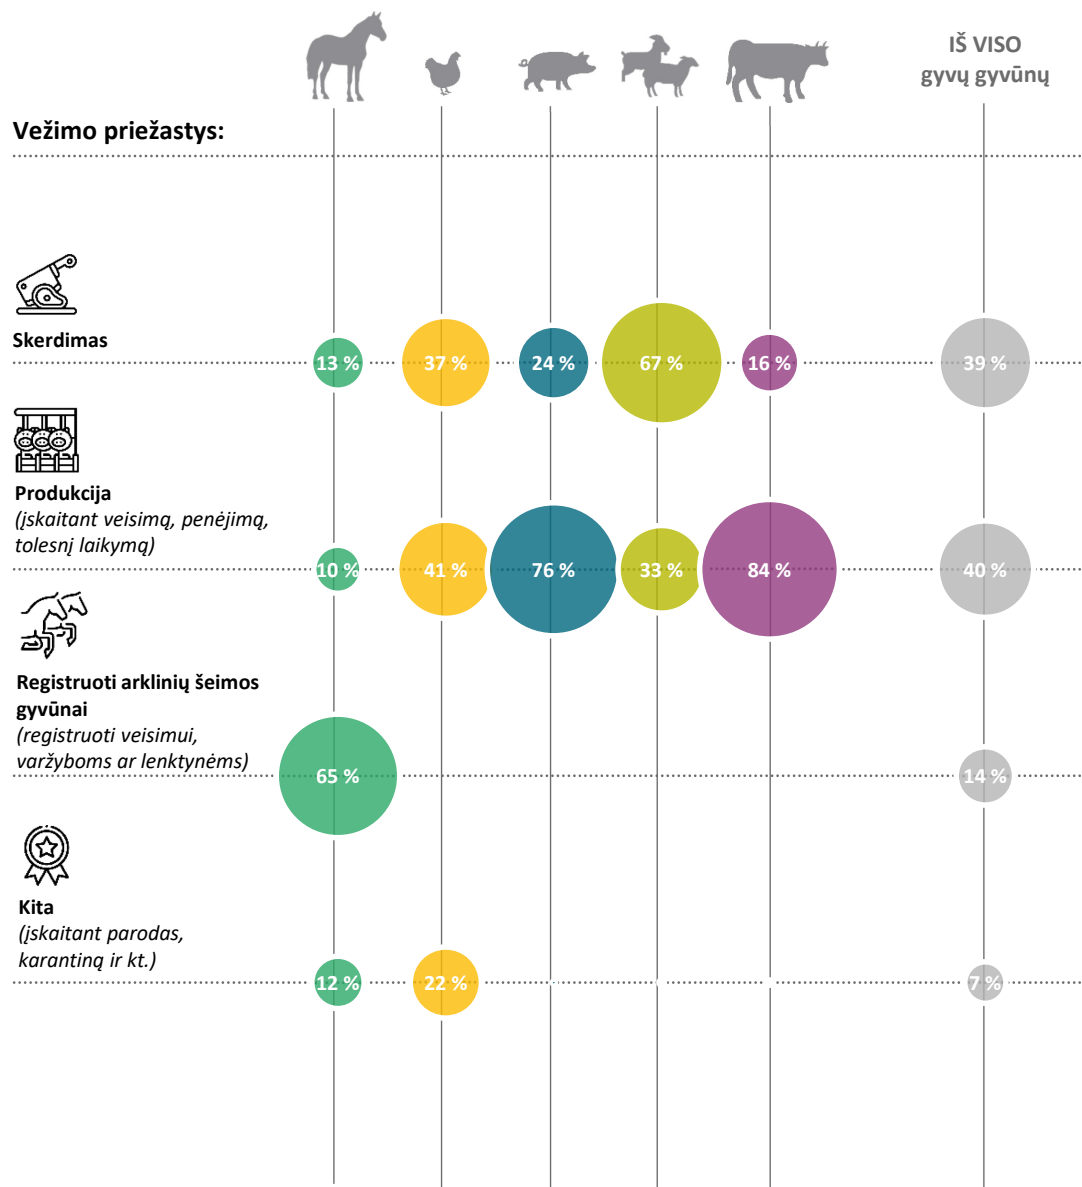 IŠ VISO
gyvų gyvūnų
Vežimo priežastys:
Skerdimas
13 % 37 % 24 % 67 % 16 % 39 %
Produkcija
(įskaitant veisimą, penėjimą,
tolesnį laikymą)
10 % 41 % 76 % 33 % 84 % 40 %
Registruoti arklinių šeimos
gyvūnai
(registruoti veisimui,
varžyboms ar lenktynėms)
65 % 14 %
Kita
(įskaitant parodas,
karantiną ir kt.)
12 % 22 % 7 %